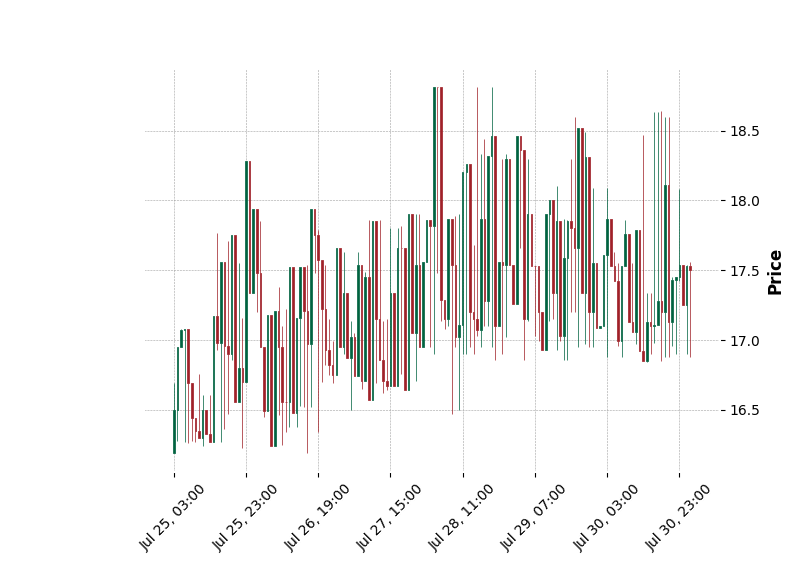 18.5
18.0
17.5
17.0
16.5
Price
Jul 25, 03:00
Jul 25, 23:00
Jul 26, 19:00
Jul 27, 15:00
Jul 28, 11:00
Jul 29, 07:00
Jul 30, 03:00
Jul 30, 23:00